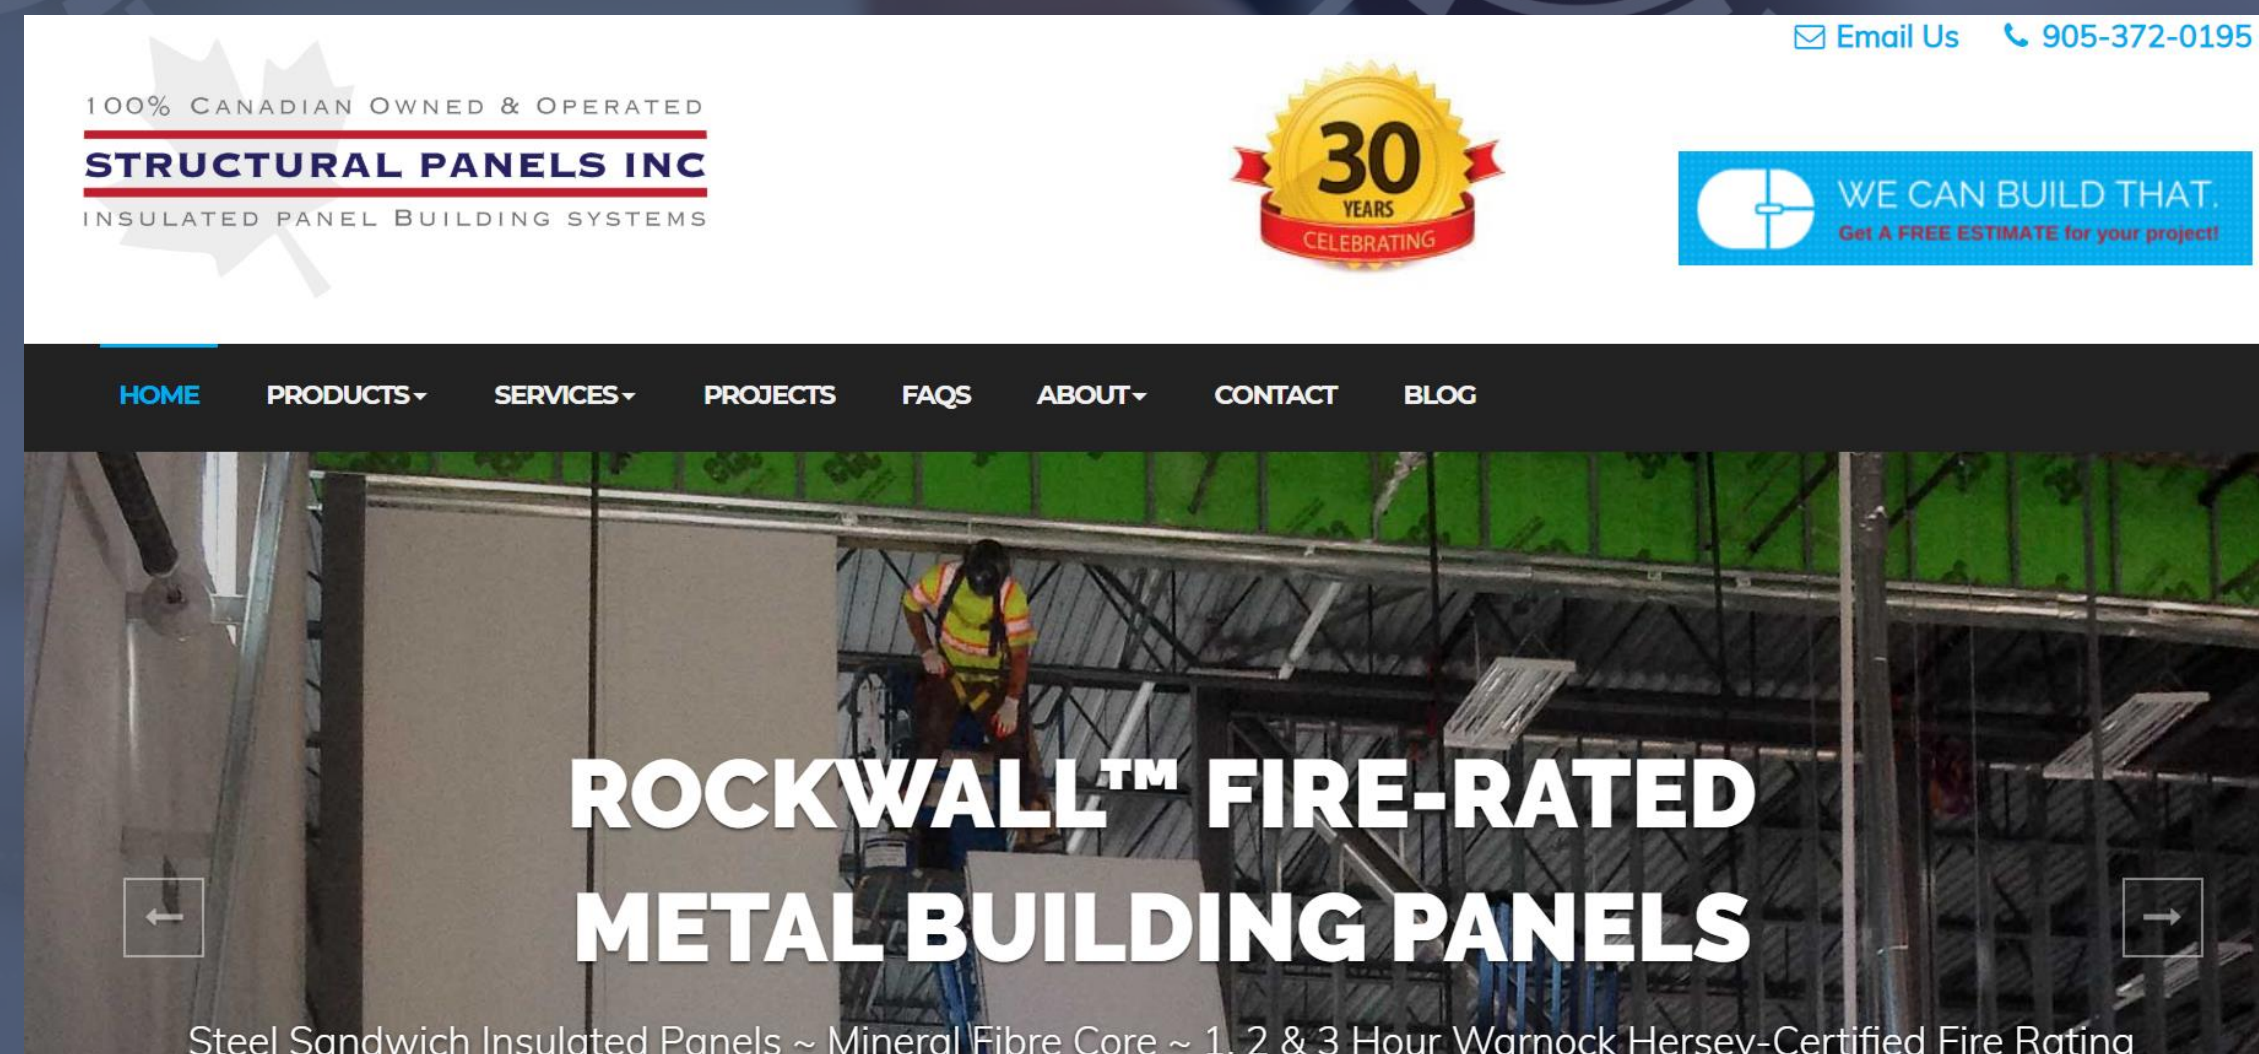 Email Us 905-372-0195
100% CANADIAN OWNED & OPERATED
STRUCTURAL PANELS INC
INSULATED PANEL BUILDING SYSTEMS
30
YEARS
CELEBRATING
WE CAN BUILD THAT.
Get A FREE ESTIMATE for your project!
HOME PRODUCTS SERVICES PROJECTS FAQS ABOUT CONTACT BLOG
ROCKWALL™ FIRE-RATED
METAL BUILDING PANELS
Steel Sandwich Insulated Panels ~ Mineral Fibre Core ~ 1, 2 & 3 Hour Warnock Hersey-Certified Fire Rating